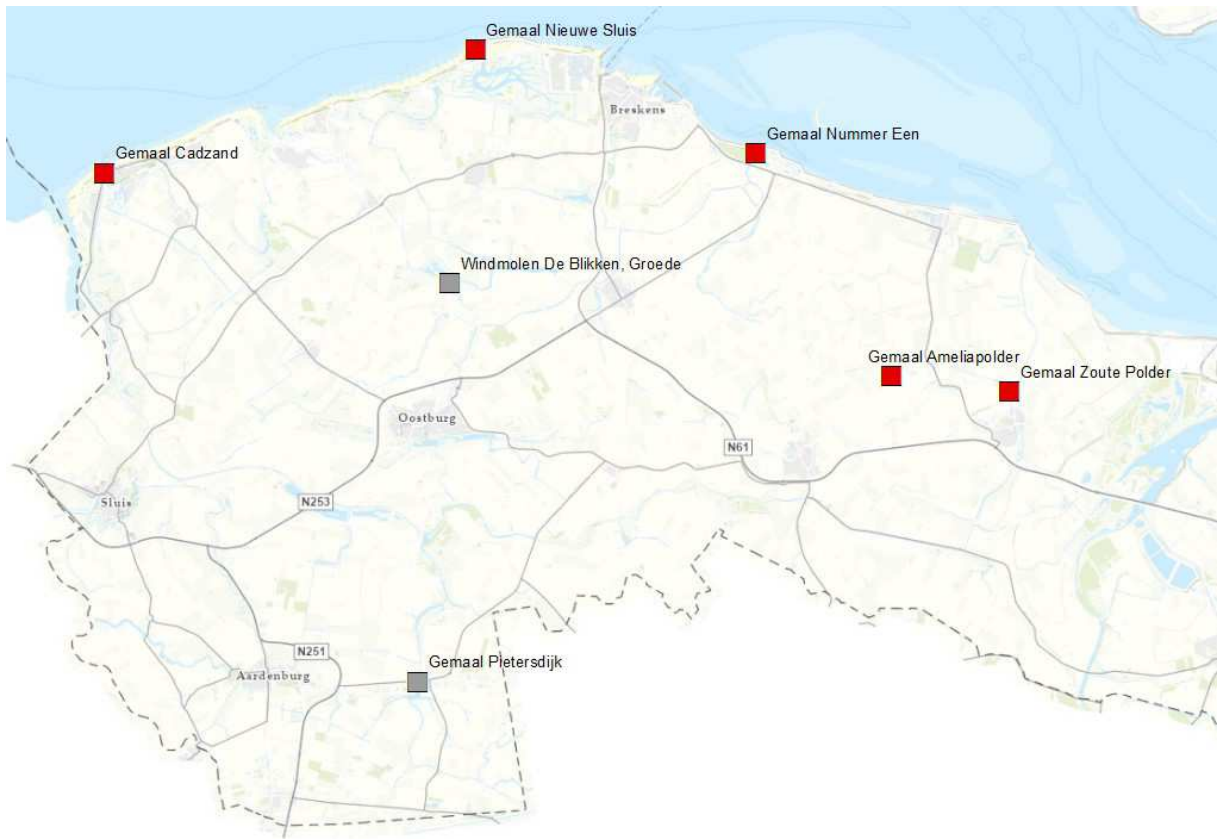 Gemaal Nieuwe Sluis
Breskens
Gemaal Nummer Een
Gemaal Cadzand
Windmolen De Blikken, Groede
Gemaal Ameliapolder
Gemaal Zoute Polder
Oostburg
N61
N253
Sluis
N251
Gemaal Pietersdijk
Aardenburg